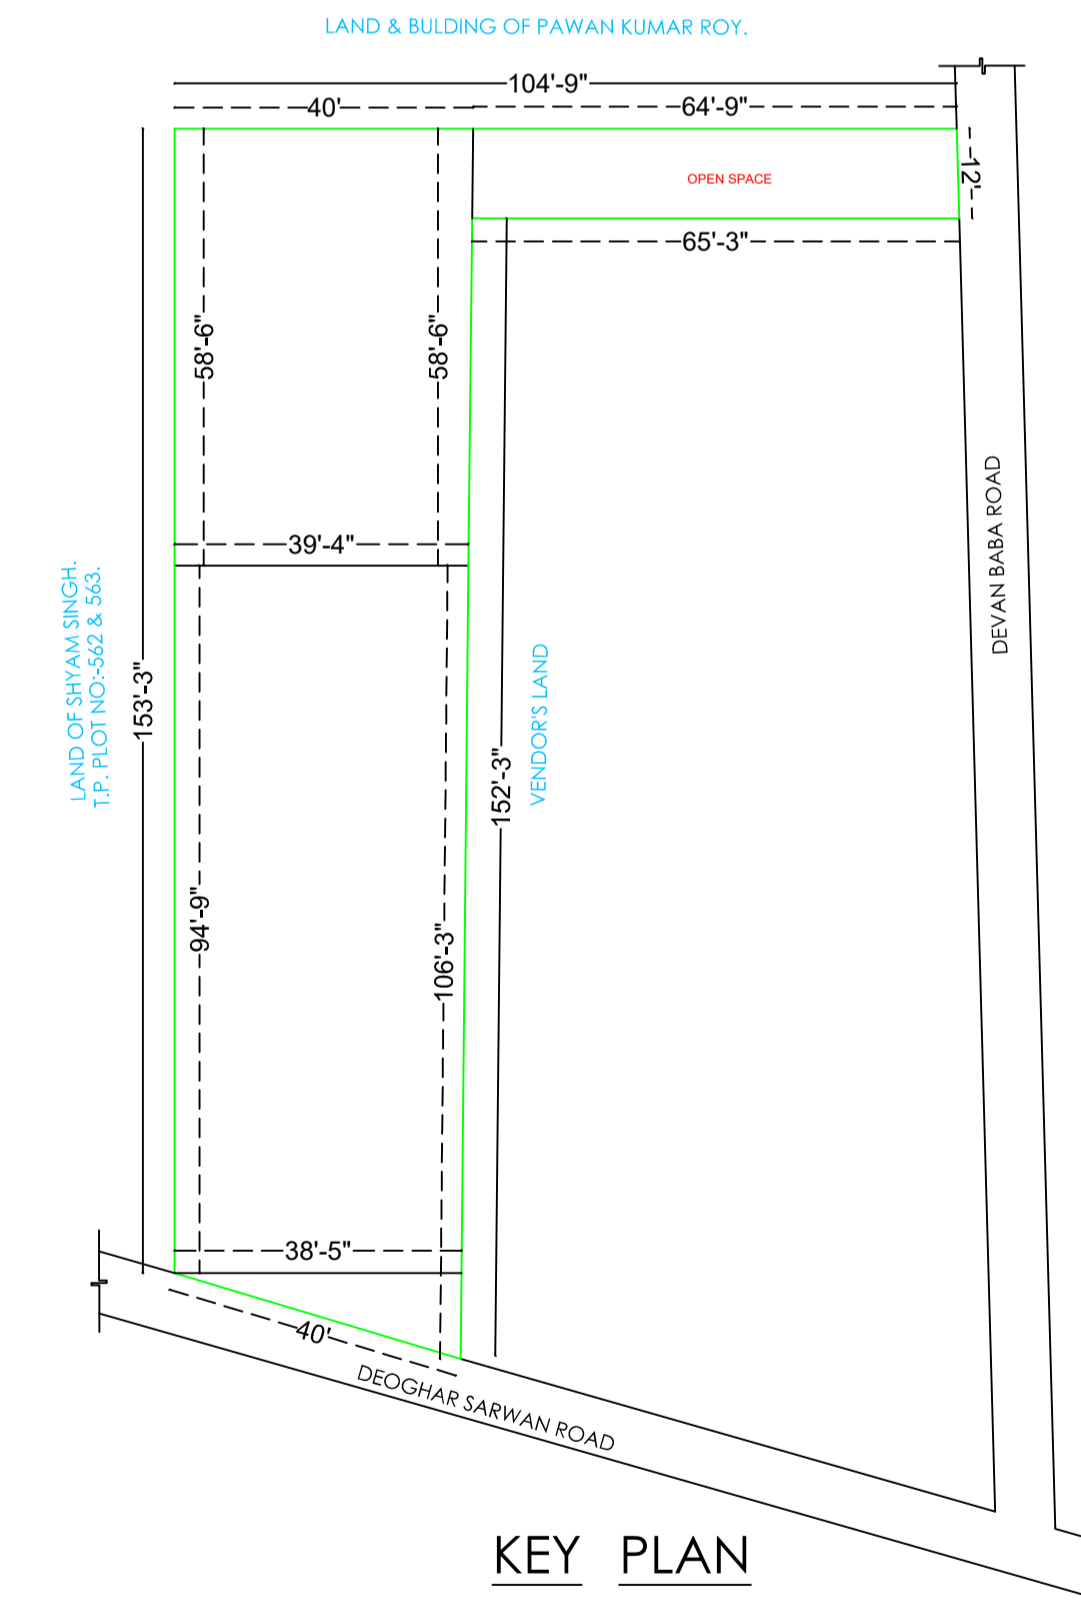 LAND & BULDING OF PAWAN KUMAR ROY.
104'-9"
40'
64'-9"
OPEN SPACE
12'
65'-3"
58'-6"
58'-6"
39'-4"
LAND OF SHYAM SINGH.
T.P. PLOT NO:-562 & 563.
153'-3"
152'-3"
VENDOR'S LAND
DEVAN BABA ROAD
94'-9"
106'-3"
38'-5"
40'
DEOGHAR SARWAN ROAD
KEY PLAN